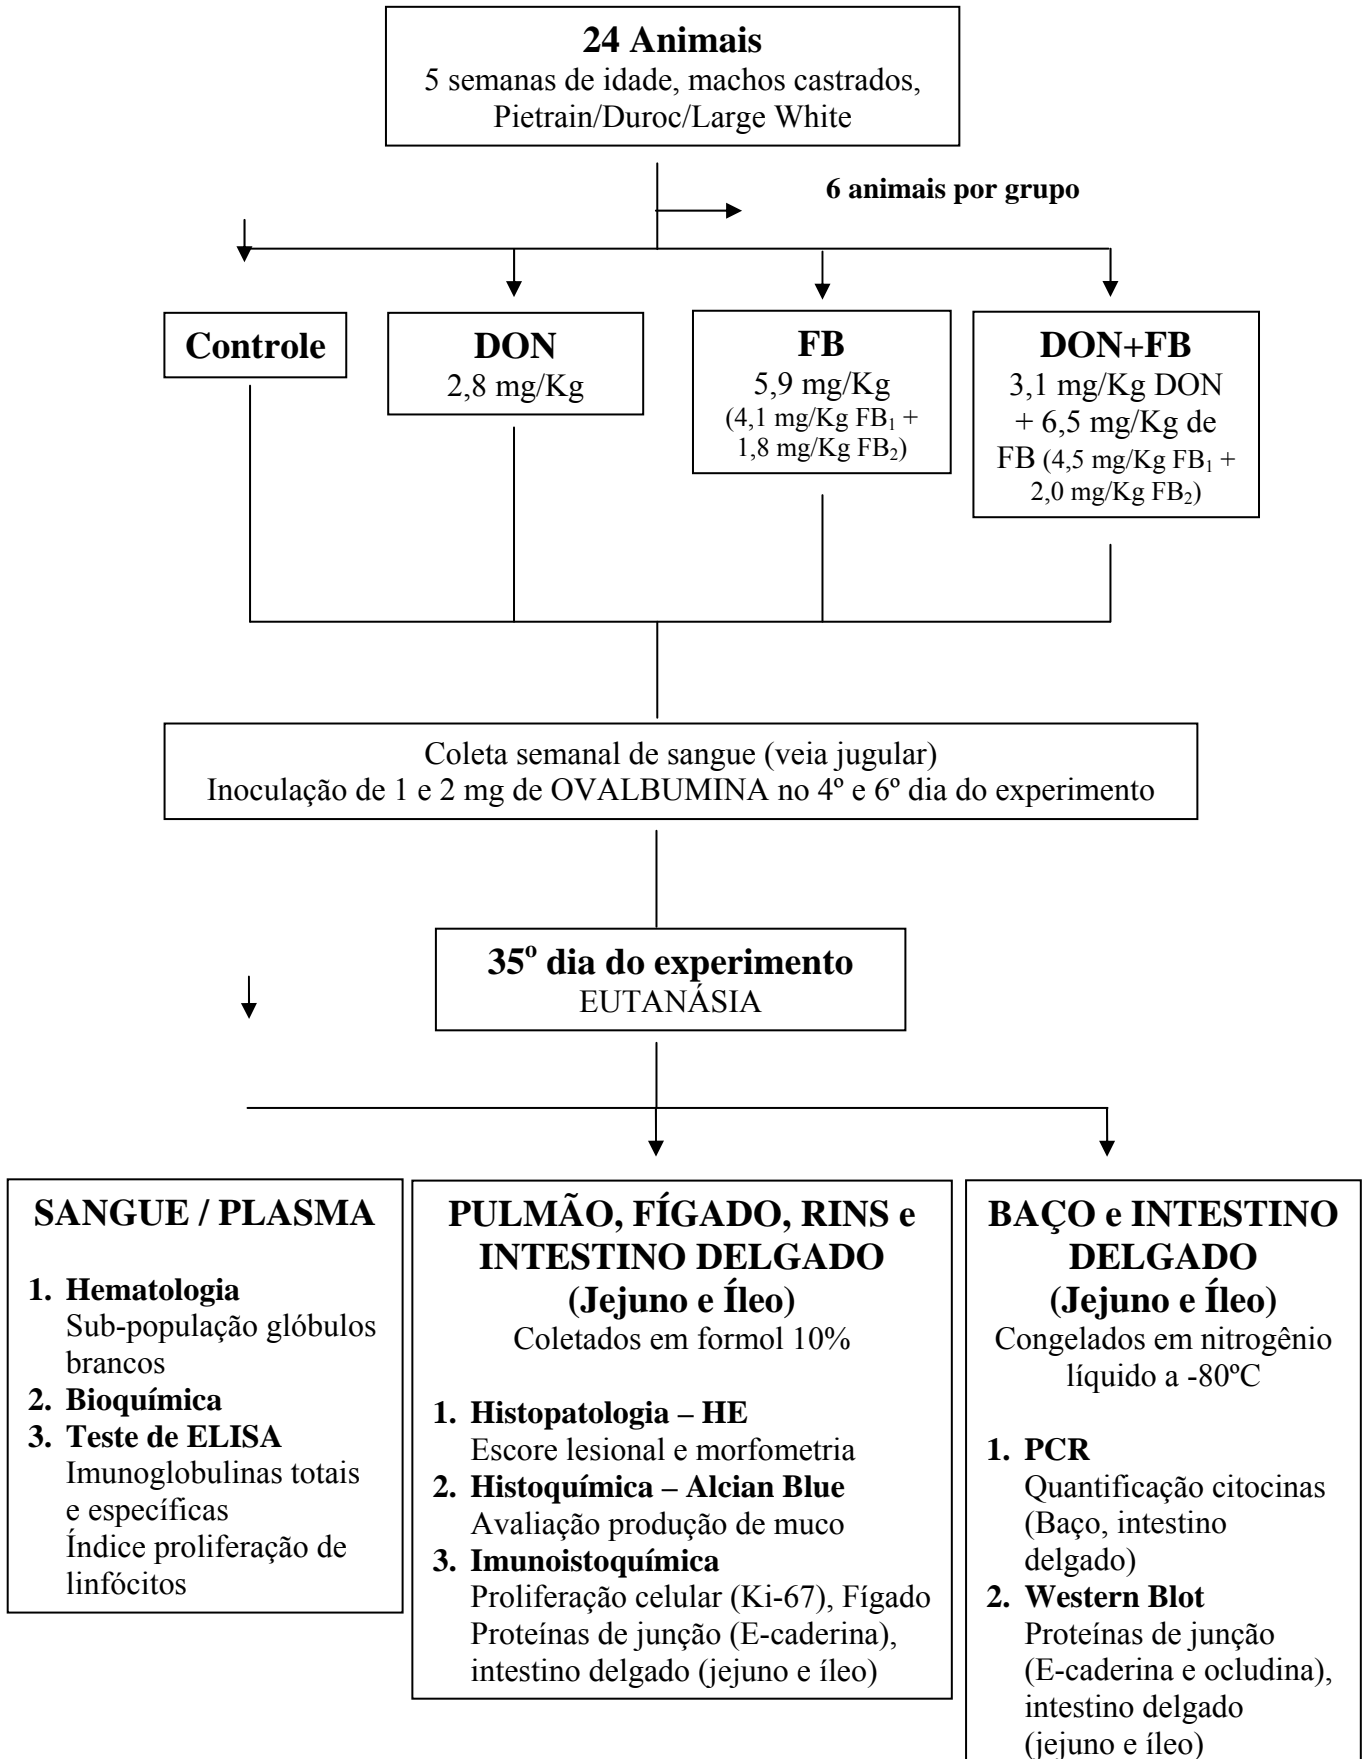 24 Animais
5 semanas de idade, machos castrados,
Pietrain/Duroc/Large White
6 animais por grupo
Controle
DON
2,8 mg/Kg
FB
5,9 mg/Kg
(4,1 mg/Kg FB₁ +
1,8 mg/Kg FB₂)
DON+FB
3,1 mg/Kg DON
+ 6,5 mg/Kg de
FB (4,5 mg/Kg FB₁ +
2,0 mg/Kg FB₂)
Coleta semanal de sangue (veia jugular)
Inoculação de 1 e 2 mg de OVALBUMINA no 4º e 6º dia do experimento
35º dia do experimento
EUTANÁSIA
SANGUE / PLASMA
1. Hematologia
Sub-população glóbulos
brancos
2. Bioquímica
3. Teste de ELISA
Imunoglobulinas totais
e específicas
Índice proliferação de
linfócitos
PULMÃO, FÍGADO, RINS e
INTESTINO DELGADO
(Jejuno e Íleo)
Coletados em formol 10%
1. Histopatologia – HE
Escore lesional e morfometria
2. Histoquímica – Alcian Blue
Avaliação produção de muco
3. Imunoistoquímica
Proliferação celular (Ki-67), Fígado
Proteínas de junção (E-caderina),
intestino delgado (jejuno e íleo)
BAÇO e INTESTINO
DELGADO
(Jejuno e Íleo)
Congelados em nitrogênio
líquido a -80ºC
1. PCR
Quantificação citocinas
(Baço, intestino
delgado)
2. Western Blot
Proteínas de junção
(E-caderina e ocludina),
intestino delgado
(jejuno e íleo)